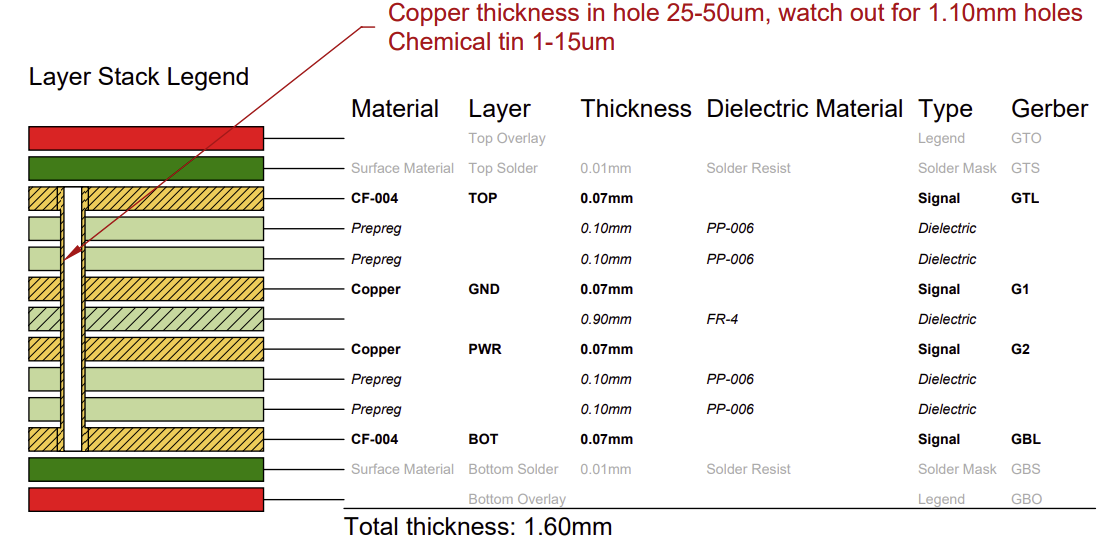 Copper thickness in hole 25-50um, watch out for 1.10mm holes
Chemical tin 1-15um
Layer Stack Legend
Material Layer Thickness Dielectric Material Type Gerber
Top Overlay Legend GTO
Surface Material Top Solder 0.01mm Solder Resist Solder Mask GTS
CF-004 TOP 0.07mm Signal GTL
Prepreg 0.10mm PP-006 Dielectric
Prepreg 0.10mm PP-006 Dielectric
Copper GND 0.07mm Signal G1
0.90mm FR-4 Dielectric
Copper PWR 0.07mm Signal G2
Prepreg 0.10mm PP-006 Dielectric
Prepreg 0.10mm PP-006 Dielectric
CF-004 BOT 0.07mm Signal GBL
Surface Material Bottom Solder 0.01mm Solder Resist Solder Mask GBS
Bottom Overlay Legend GBO
Total thickness: 1.60mm